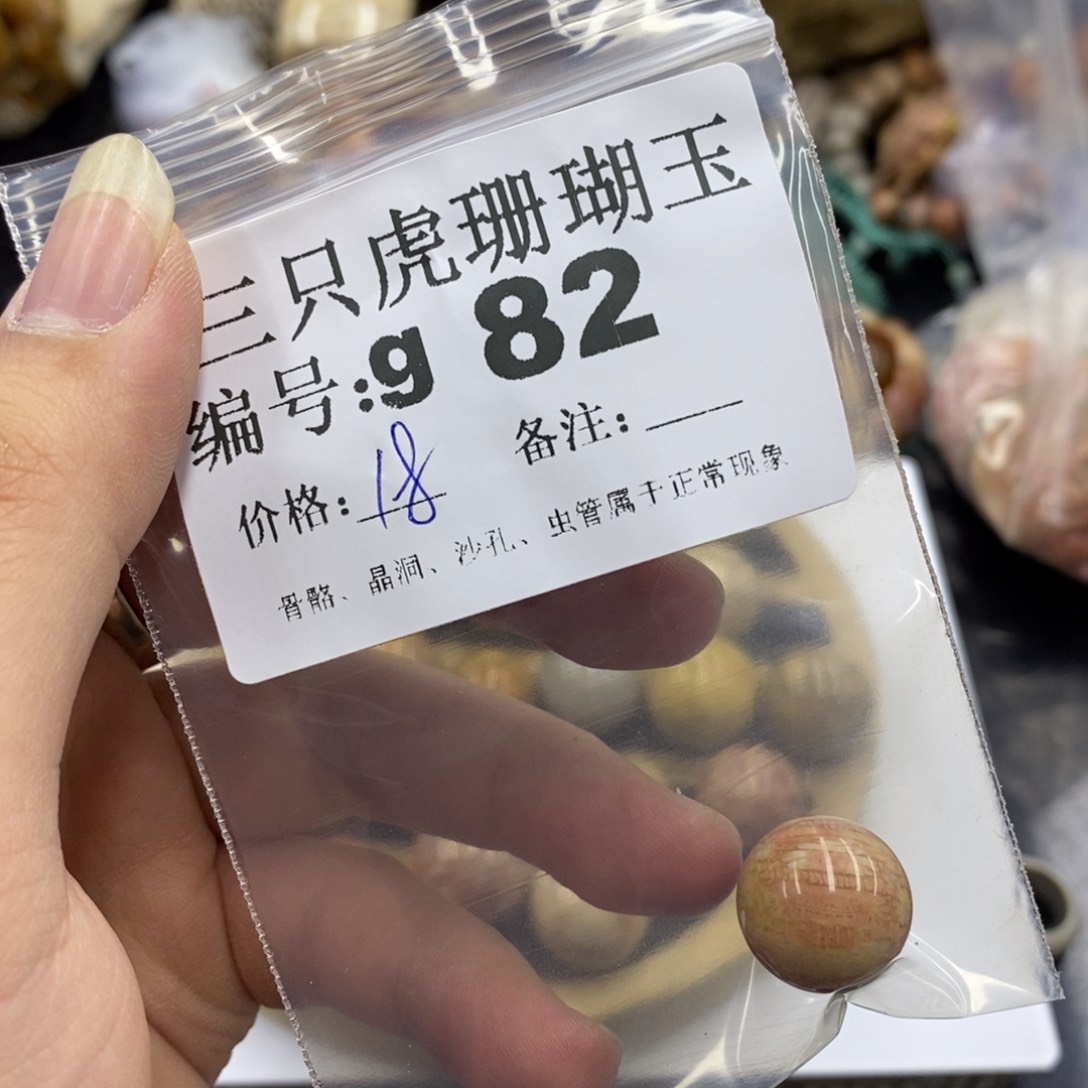 三只虎珊瑚玉
编号:g 82
价格:18 备注:___
骨骼、晶洞、沙孔、虫管属于正常现象